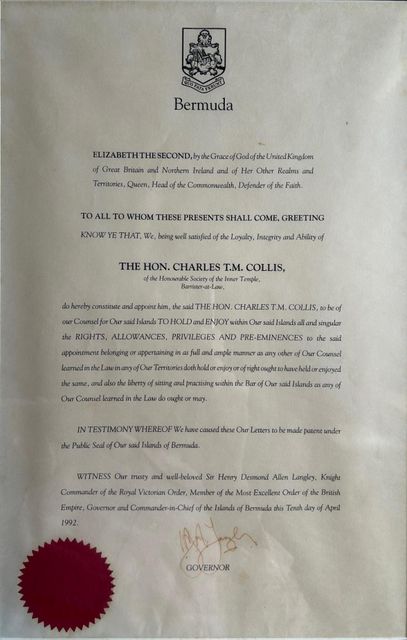 QUO FATA FERUNT
Bermuda
ELIZABETH THE SECOND, by the Grace of God of the United Kingdom
of Great Britain and Northern Ireland and of Her Other Realms and
Territories, Queen, Head of the Commonwealth, Defender of the Faith.
TO ALL TO WHOM THESE PRESENTS SHALL COME, GREETING
KNOW YE THAT, We, being well satisfied of the Loyalty, Integrity and Ability of
THE HON. CHARLES T.M. COLLIS,
of the Honourable Society of the Inner Temple,
Barrister-at-Law,
do hereby constitute and appoint him, the said THE HON. CHARLES T.M. COLLIS, to be of
our Counsel for Our said Islands TO HOLD and ENJOY within Our said Islands all and singular
the RIGHTS, ALLOWANCES, PRIVILEGES AND PRE-EMINENCES to the said
appointment belonging or appertaining in as full and ample manner as any other of Our Counsel
learned in the Law in any of Our Territories doth hold or enjoy or of right ought to have held or enjoyed
the same, and also the liberty of sitting and practising within the Bar of Our said Islands as any of
Our Counsel learned in the Law do ought or may.
IN TESTIMONY WHEREOF We have caused these Our Letters to be made patent under
the Public Seal of Our said Islands of Bermuda.
WITNESS Our trusty and well-beloved Sir Henry Desmond Allen Langley, Knight
Commander of the Royal Victorian Order, Member of the Most Excellent Order of the British
Empire, Governor and Commander-in-Chief of the Islands of Bermuda this Tenth day of April
1992.
GOVERNOR